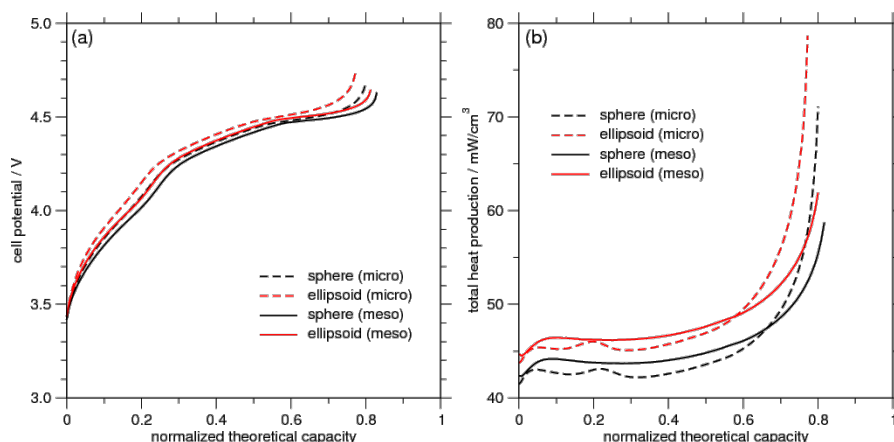 (a)
cell potential / V
5.0
4.5
4.0
3.5
3.0
0
0.2
0.4
0.6
0.8
1
normalized theoretical capacity
sphere (micro)
ellipsoid (micro)
sphere (meso)
ellipsoid (meso)
(b)
total heat production / mW/cm³
80
70
60
50
40
0
0.2
0.4
0.6
0.8
1
normalized theoretical capacity
sphere (micro)
ellipsoid (micro)
sphere (meso)
ellipsoid (meso)